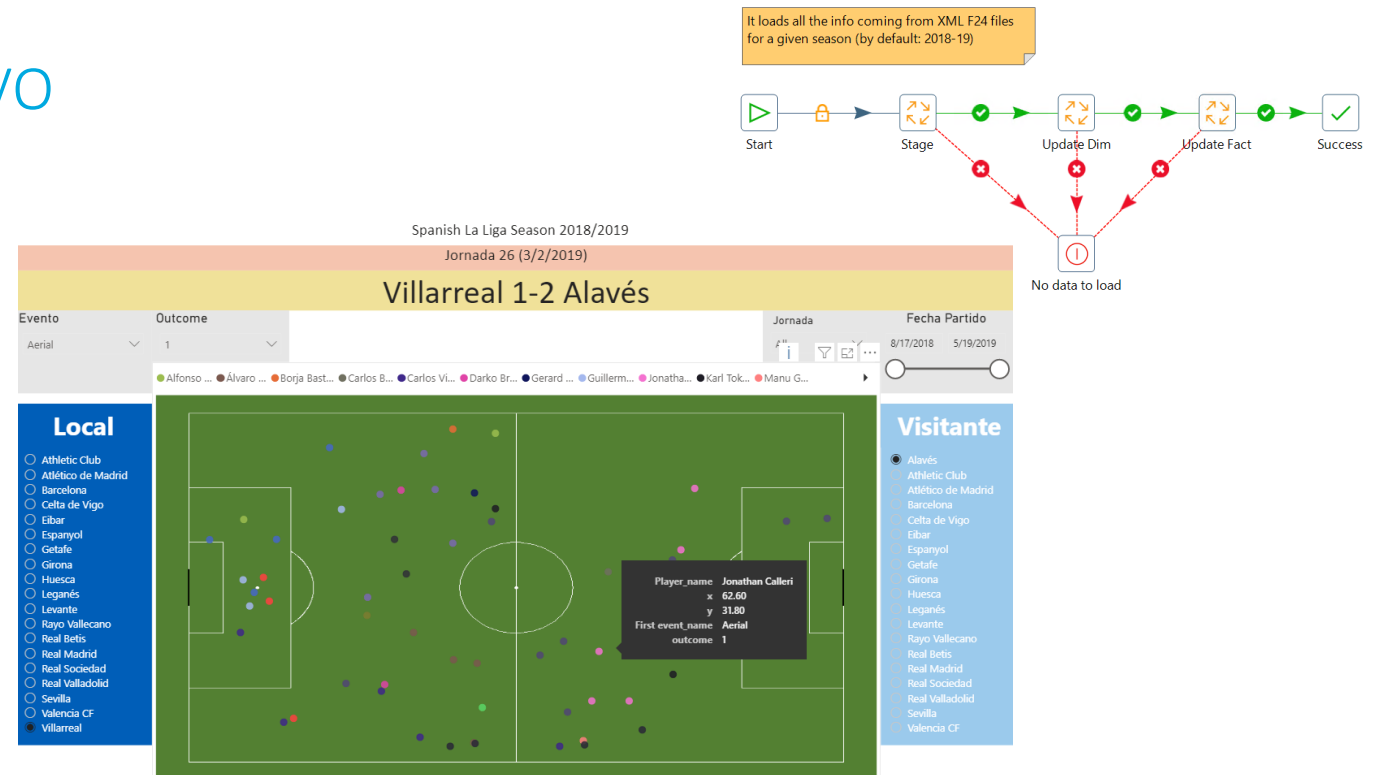 VO
It loads all the info coming from XML F24 files
for a given season (by default: 2018-19)
Start
Stage
Update Dim
Update Fact
Success
No data to load
Spanish La Liga Season 2018/2019
Jornada 26 (3/2/2019)
Villarreal 1-2 Alavés
Evento
Outcome
Jornada
Fecha Partido
Aerial
1
8/17/2018 5/19/2019
Alfonso ... Álvaro ... Borja Bast... Carlos B... Carlos Vi... Darko Br... Gerard ... Guillerm... Jonatha... Karl Tok... Manu G...
Local
Athletic Club
Atlético de Madrid
Barcelona
Celta de Vigo
Eibar
Espanyol
Getafe
Girona
Huesca
Leganés
Levante
Rayo Vallecano
Real Betis
Real Madrid
Real Sociedad
Real Valladolid
Sevilla
Valencia CF
Villarreal
Player_name Jonathan Calleri
x 62.60
y 31.80
First event_name Aerial
outcome 1
Visitante
Alavés
Athletic Club
Atlético de Madrid
Barcelona
Celta de Vigo
Eibar
Espanyol
Getafe
Girona
Huesca
Leganés
Levante
Rayo Vallecano
Real Betis
Real Madrid
Real Sociedad
Real Valladolid
Sevilla
Valencia CF